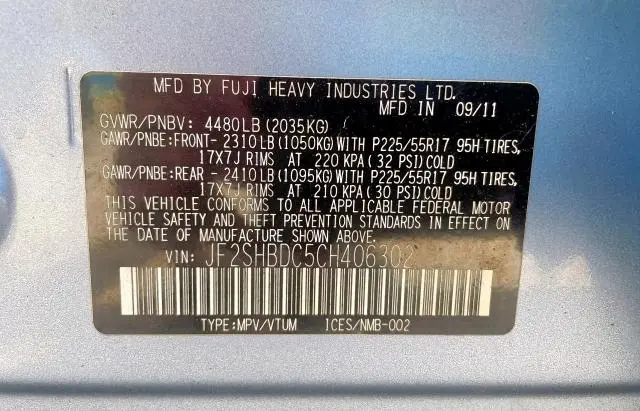 MFD BY FUJI HEAVY INDUSTRIES LTD.
MFD IN 09/11
GVWR/PNBV: 4480LB(2035KG)
GAWR/PNBE:FRONT- 2310LB(1050KG)WITH P225/55R17 95H TIRES,
17X7J RIMS AT 220 KPA(32 PSI)COLD
GAWR/PNBE:REAR - 2410LB(1095KG)WITH P225/55R17 95H TIRES,
17X7J RIMS AT 210 KPA(30 PSI)COLD
THIS VEHICLE CONFORMS TO ALL APPLICABLE FEDERAL MOTOR
VEHICLE SAFETY AND THEFT PREVENTION STANDARDS IN EFFECT
ON THE DATE OF MANUFACTURE SHOWN ABOVE.
VIN: JF2SHBDC5CH406302
TYPE:MPV/VTUM ICES/NMB-002